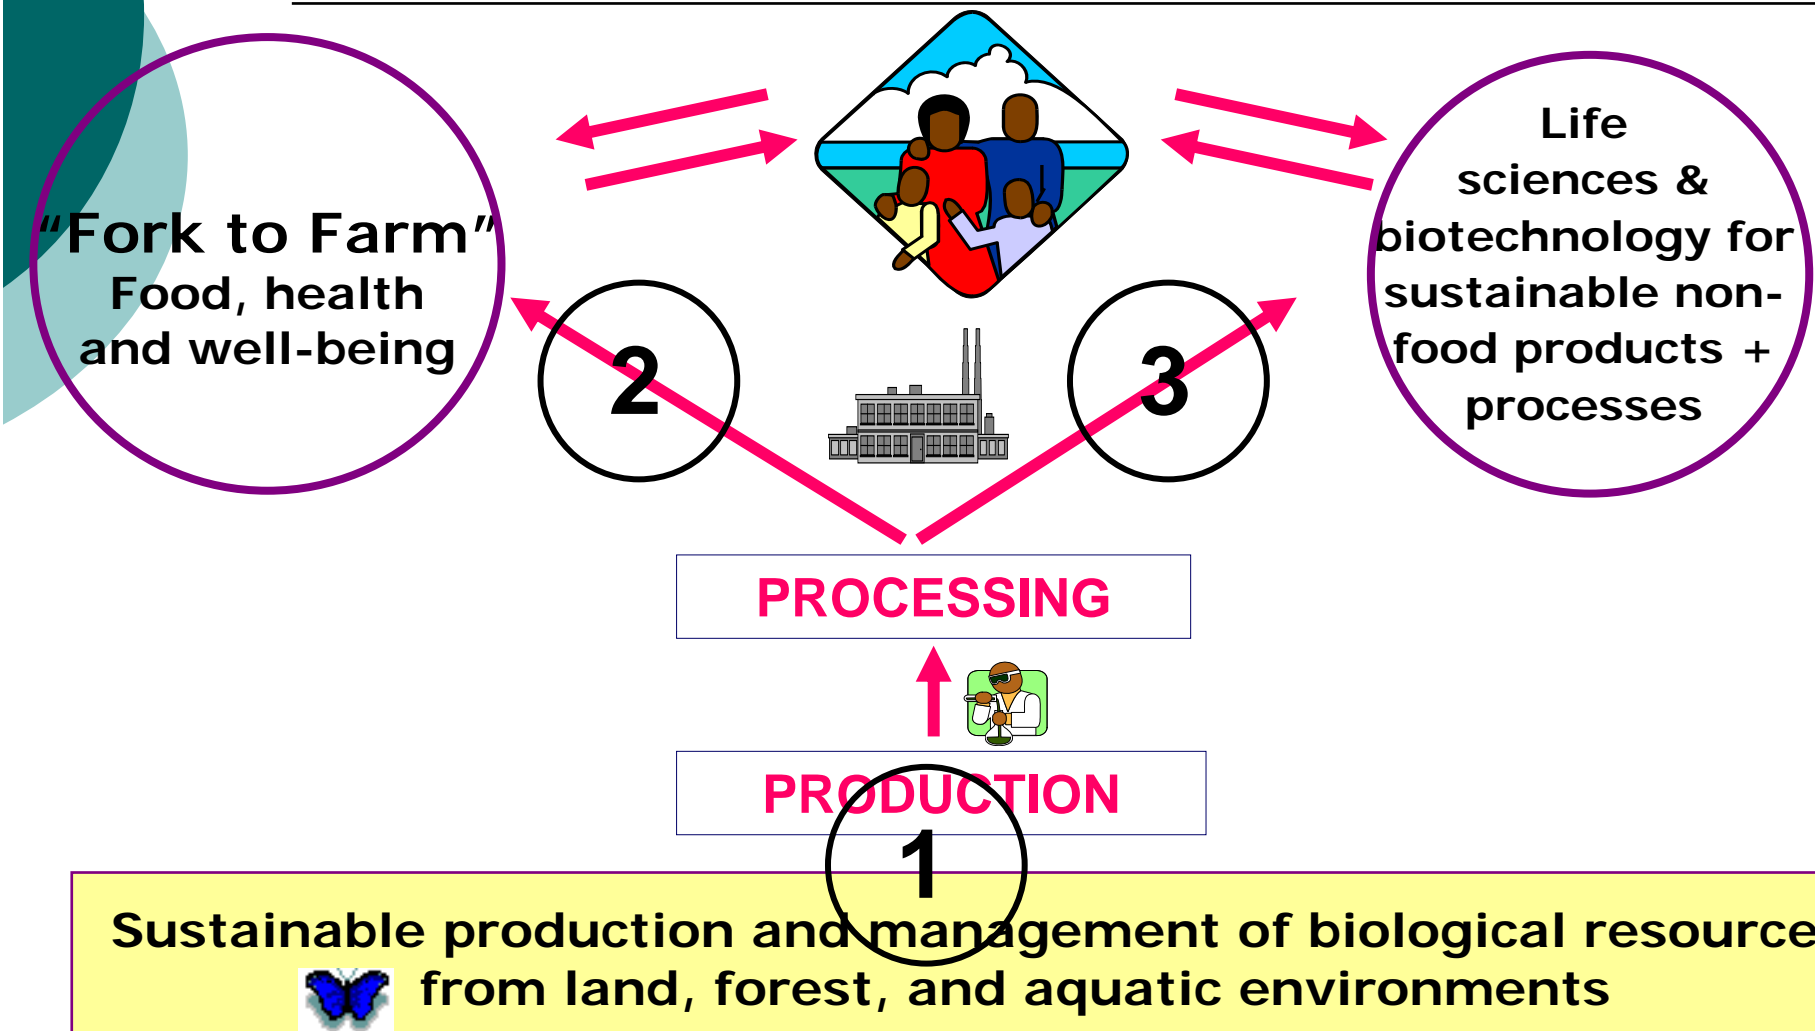 “Fork to Farm”
Food, health
and well-being
Life
sciences &
biotechnology for
sustainable non-
food products +
processes
2
3
PROCESSING
PRODUCTION
1
Sustainable production and management of biological resource
from land, forest, and aquatic environments